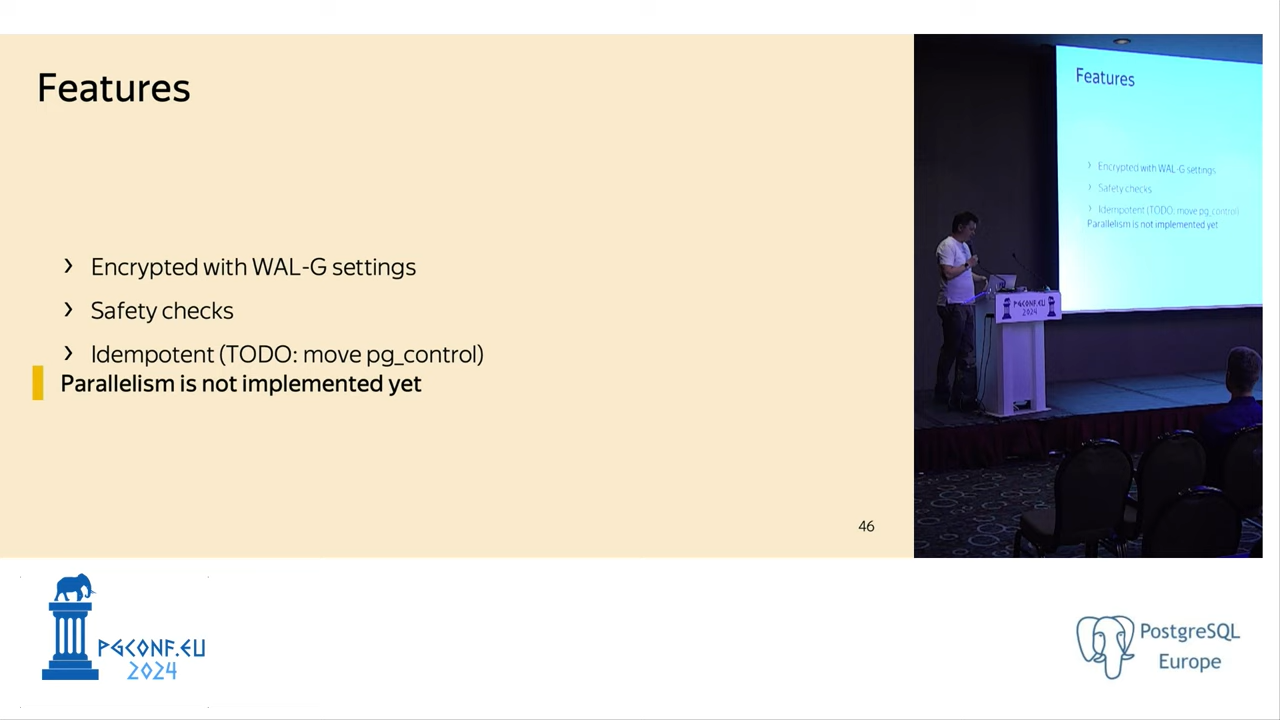 Features
› Encrypted with WAL-G settings
› Safety checks
› Idempotent (TODO: move pg_control)
Parallelism is not implemented yet
46
Features
› Encrypted with WAL-G settings
› Safety checks
› Idempotent (TODO: move pg_control)
Parallelism is not implemented yet
PGCONF.EU
2024
PGCONF.EU
2024
PostgreSQL
Europe